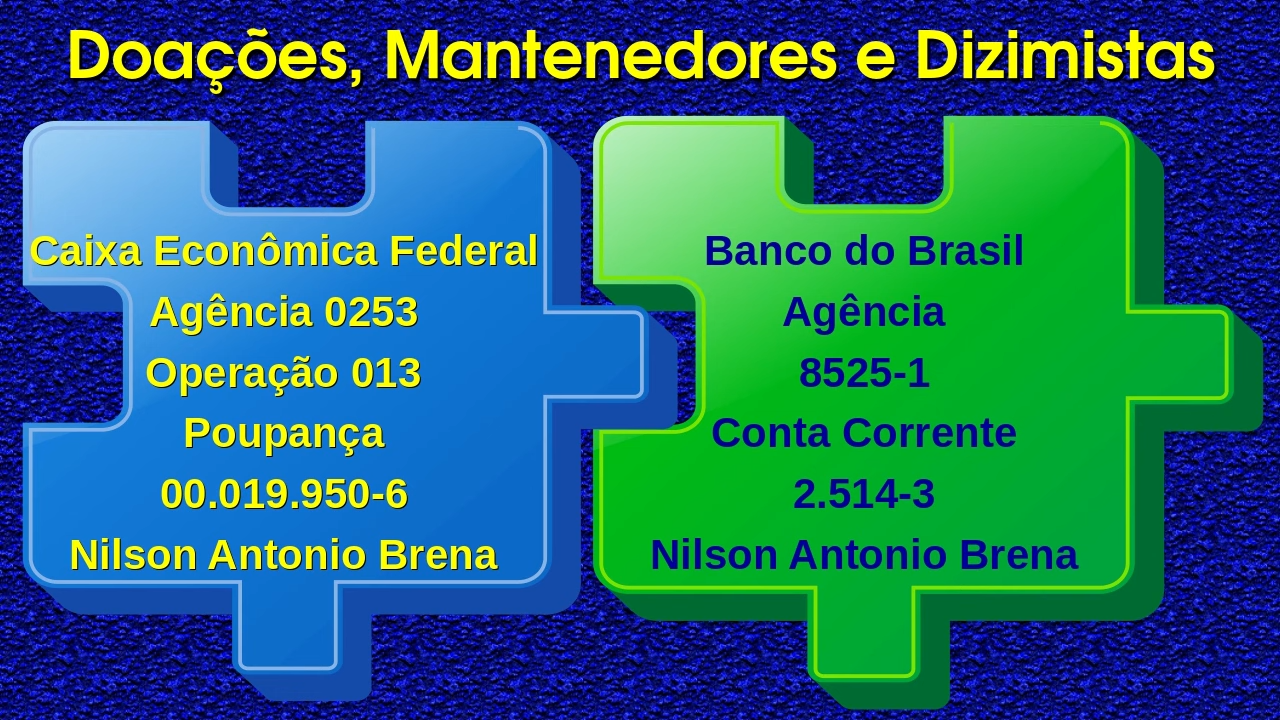 Doações, Mantenedores e Dizimistas
Caixa Econômica Federal
Agência 0253
Operação 013
Poupança
00.019.950-6
Nilson Antonio Brena
Banco do Brasil
Agência
8525-1
Conta Corrente
2.514-3
Nilson Antonio Brena